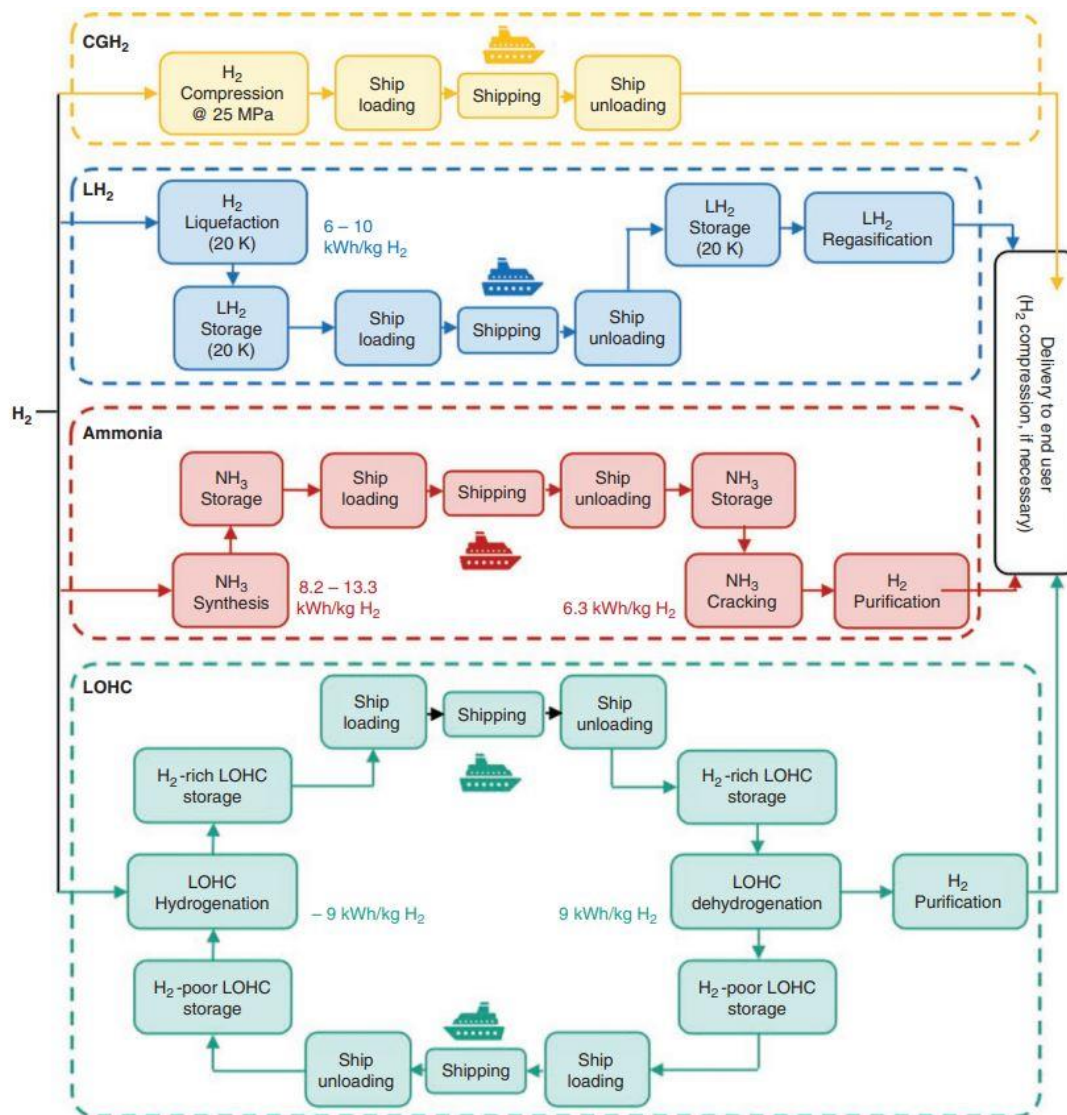 CGH₂
H₂
Compression
@ 25 MPa
Ship
loading
Shipping
Ship
unloading
LH₂
H₂
Liquefaction
(20 K)
6 – 10
kWh/kg H₂
LH₂
Storage
(20 K)
Ship
loading
Shipping
Ship
unloading
LH₂
Storage
(20 K)
LH₂
Regasification
Delivery to end user
(H₂ compression, if necessary)
H₂
Ammonia
NH₃
Storage
Ship
loading
Shipping
Ship
unloading
NH₃
Storage
NH₃
Synthesis
8.2 – 13.3
kWh/kg H₂
6.3 kWh/kg H₂
NH₃
Cracking
H₂
Purification
LOHC
Ship
loading
Shipping
Ship
unloading
H₂-rich LOHC
storage
H₂-rich LOHC
storage
LOHC
Hydrogenation
– 9 kWh/kg H₂
9 kWh/kg H₂
LOHC
dehydrogenation
H₂
Purification
H₂-poor LOHC
storage
H₂-poor LOHC
storage
Ship
unloading
Shipping
Ship
loading